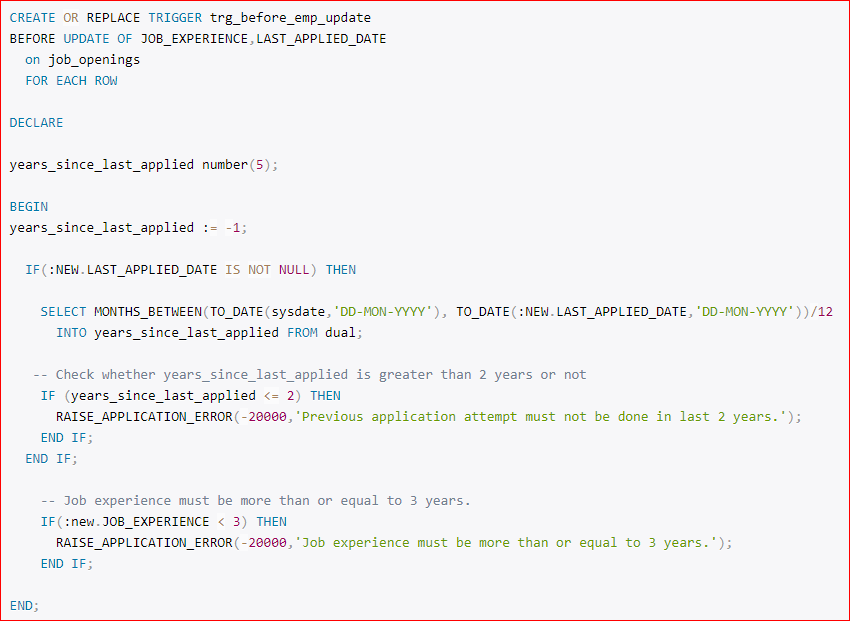 CREATE OR REPLACE TRIGGER trg_before_emp_update
BEFORE UPDATE OF JOB_EXPERIENCE,LAST_APPLIED_DATE
on job_openings
FOR EACH ROW
DECLARE
years_since_last_applied number(5);
BEGIN
years_since_last_applied := -1;
IF(:NEW.LAST_APPLIED_DATE IS NOT NULL) THEN
SELECT MONTHS_BETWEEN(TO_DATE(sysdate,'DD-MON-YYYY'), TO_DATE(:NEW.LAST_APPLIED_DATE,'DD-MON-YYYY'))/12
INTO years_since_last_applied FROM dual;
-- Check whether years_since_last_applied is greater than 2 years or not
IF (years_since_last_applied <= 2) THEN
RAISE_APPLICATION_ERROR(-20000,'Previous application attempt must not be done in last 2 years.');
END IF;
END IF;
-- Job experience must be more than or equal to 3 years.
IF(:new.JOB_EXPERIENCE < 3) THEN
RAISE_APPLICATION_ERROR(-20000,'Job experience must be more than or equal to 3 years.');
END IF;
END;